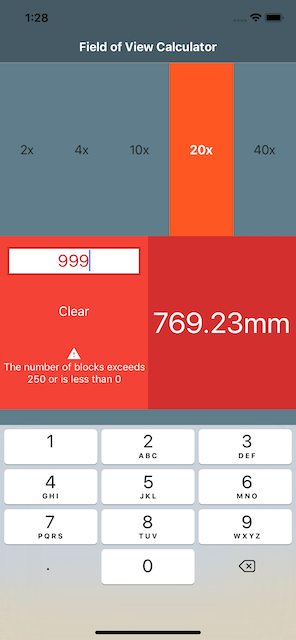 1:28
Field of View Calculator
2x 4x 10x 20x 40x
999
Clear
769.23mm
The number of blocks exceeds
250 or is less than 0
1 2 3
ABC DEF
4 5 6
GHI JKL MNO
7 8 9
PQRS TUV WXYZ
. 0